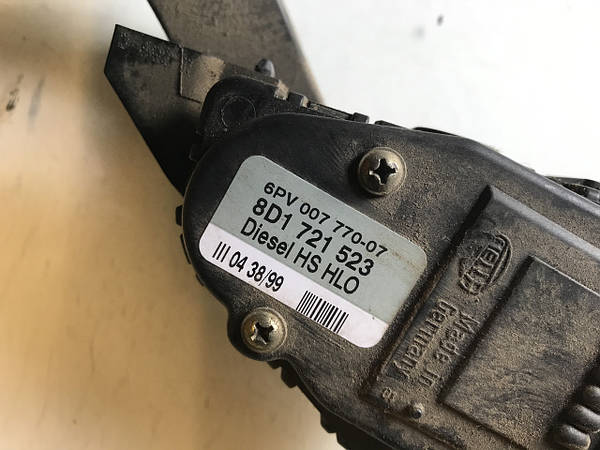 6PV 007 770-07
8D1 721 523
Diesel HS HLO
III 04 38/99
HELLA
Made in
Germany